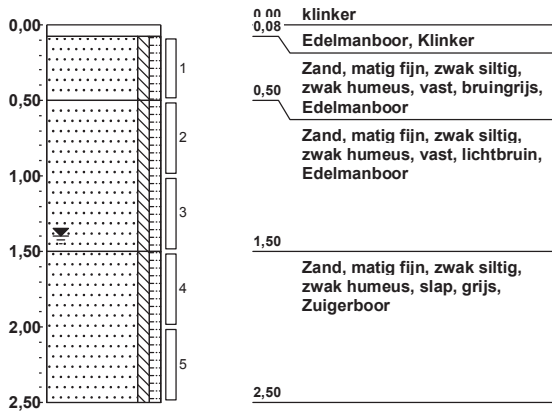 0,00
0,50
1,00
1,50
2,00
2,50
1
2
3
4
5
0,00
klinker
0,08
Edelmanboor, Klinker
Zand, matig fijn, zwak siltig,
zwak humeus, vast, bruingrijs,
Edelmanboor
0,50
Zand, matig fijn, zwak siltig,
zwak humeus, vast, lichtbruin,
Edelmanboor
1,50
Zand, matig fijn, zwak siltig,
zwak humeus, slap, grijs,
Zuigerboor
2,50